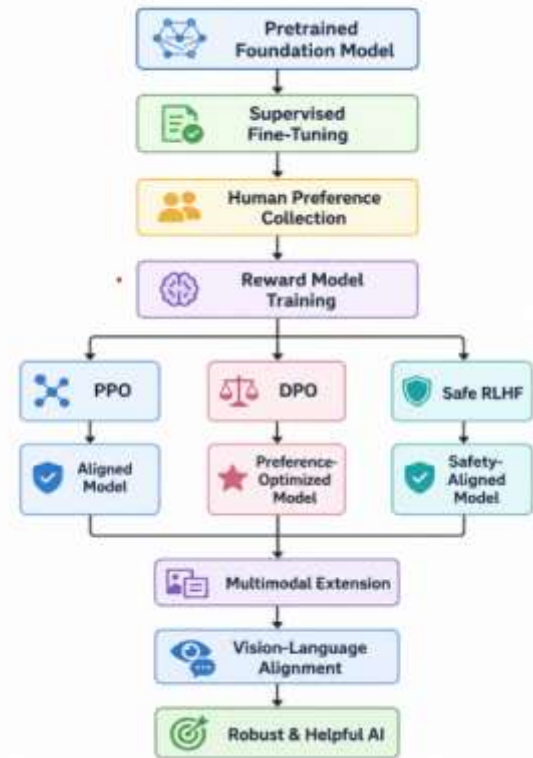 Pretrained
Foundation Model
Supervised
Fine-Tuning
Human Preference
Collection
Reward Model
Training
PPO
DPO
Safe RLHF
Aligned
Model
Preference-
Optimized
Model
Safety-
Aligned
Model
Multimodal Extension
Vision-Language
Alignment
Robust & Helpful AI